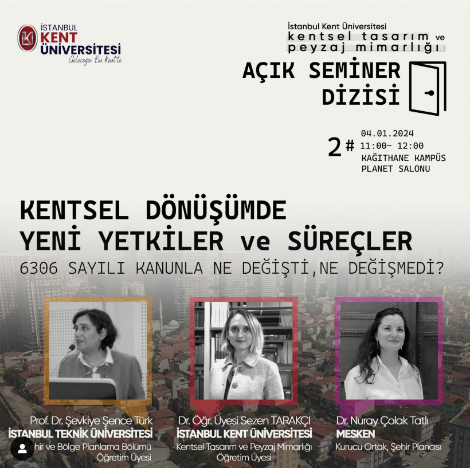 İSTANBUL
KENT
ÜNİVERSİTESİ
Geleceğin Bu Kent'te
İstanbul Kent Üniversitesi
kentsel tasarım ve
peyzaj mimarlığı
AÇIK SEMİNER
DİZİSİ
2#
04.01.2024
11:00- 12:00
KAĞITHANE KAMPÜS
PLANET SALONU
KENTSEL DÖNÜŞÜMDE
YENİ YETKİLER ve SÜREÇLER
6306 SAYILI KANUNLA NE DEĞİŞTİ,NE DEĞİŞMEDİ?
Prof. Dr. Şevkiye Şence Türk
İSTANBUL TEKNİK ÜNİVERSİTESİ
hir ve Bölge Planlama Bölümü
Öğretim Üyesi
Dr. Öğr. Üyesi Sezen TARAKÇI
İSTANBUL KENT ÜNİVERSİTESİ
Kentsel Tasarım ve Peyzaj Mimarlığı
Öğretim Üyesi
Dr. Nuray Çolak Tatlı
MESKEN
Kurucu Ortak, Şehir Plancısı